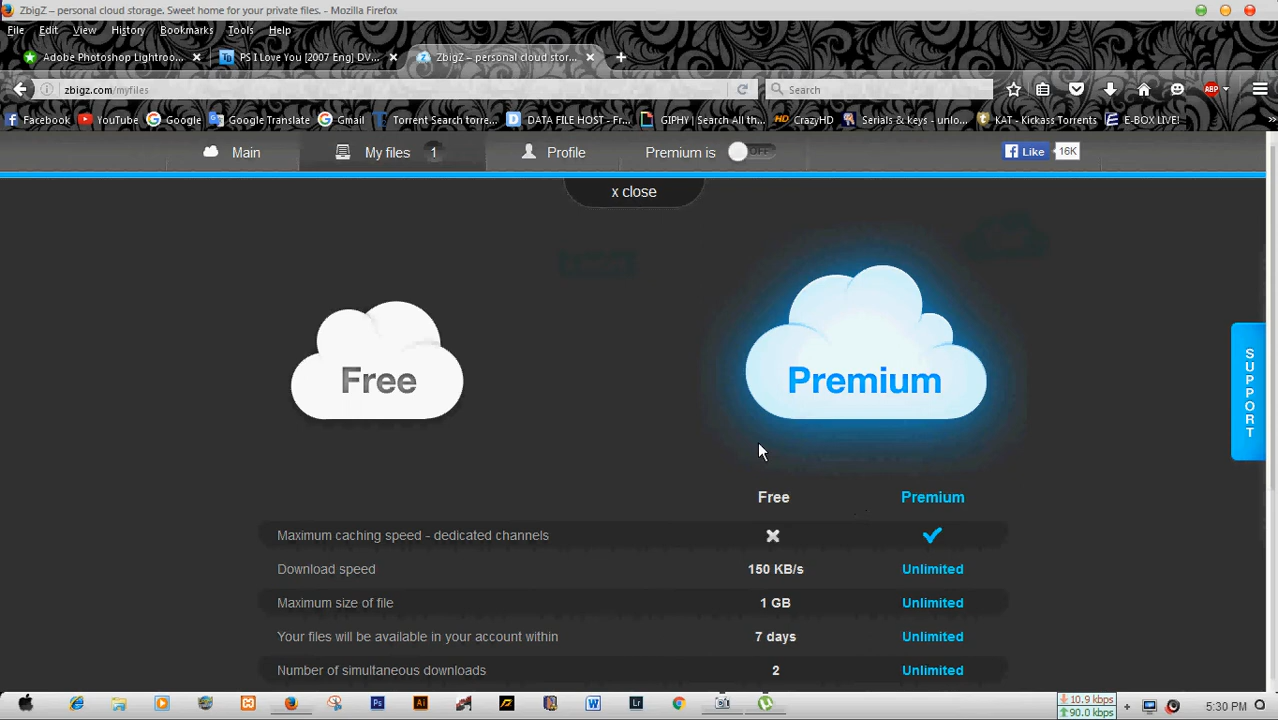 ZbigZ – personal cloud storage. Sweet home for your private files. - Mozilla Firefox
File Edit View History Bookmarks Tools Help
Adobe Photoshop Lightroo... × PS I Love You [2007 Eng] DV... × ZbigZ – personal cloud stor... × +
zbigz.com/myfiles Search ABP
Facebook YouTube Google Google Translate Gmail Torrent Search torre... DATA FILE HOST - Fr... GIPHY | Search All th... HD CrazyHD Serials & keys - unlo... KAT - Kickass Torrents E-BOX LIVE! »
Main My files 1 Profile Premium is OFF Like 16K
x close
Free Premium
SUPPORT
Free Premium
Maximum caching speed - dedicated channels
Download speed 150 KB/s Unlimited
Maximum size of file 1 GB Unlimited
Your files will be available in your account within 7 days Unlimited
Number of simultaneous downloads 2 Unlimited
Ps Ai W Lr 10.9 kbps 5:30 PM
90.0 kbps